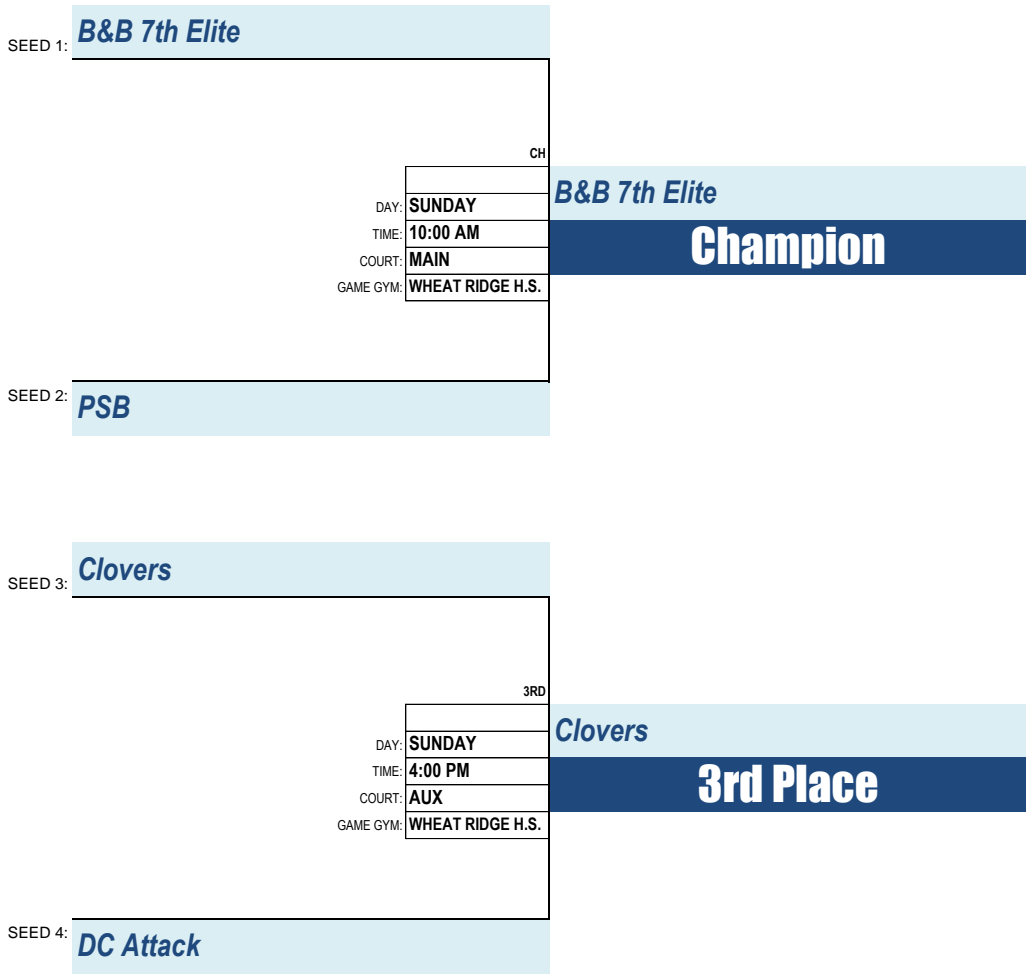 SEED 1: B&B 7th Elite
CH
B&B 7th Elite
DAY: SUNDAY
TIME: 10:00 AM
Champion
COURT: MAIN
GAME GYM: WHEAT RIDGE H.S.
SEED 2: PSB
SEED 3: Clovers
3RD
Clovers
DAY: SUNDAY
TIME: 4:00 PM
3rd Place
COURT: AUX
GAME GYM: WHEAT RIDGE H.S.
SEED 4: DC Attack